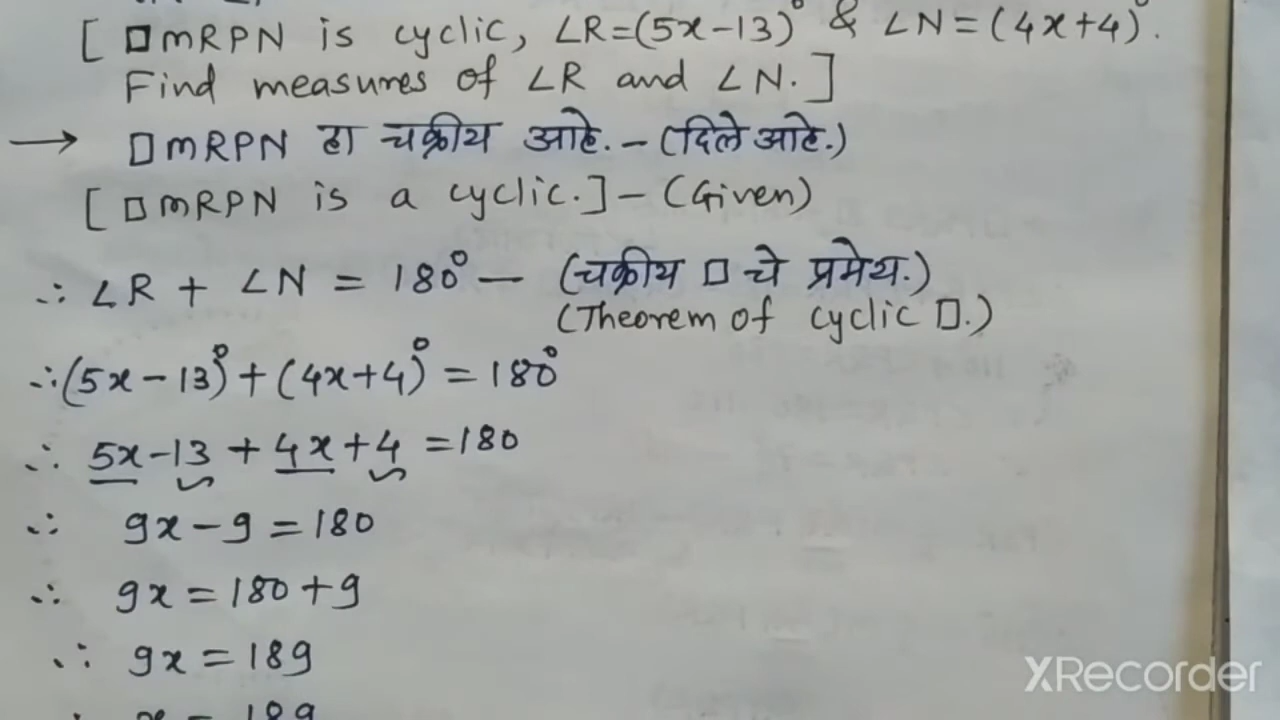 [ □mRPN is cyclic, ∠R=(5x-13)° & ∠N=(4x+4)°.
Find measures of ∠R and ∠N.]
→ □mRPN हा चक्रीय आहे. – (दिले आहे.)
[ □mRPN is a cyclic.] – (Given)
∴ ∠R + ∠N = 180° – (चक्रीय □ चे प्रमेय.)
(Theorem of cyclic □.)
∴ (5x-13)° + (4x+4)° = 180°
∴ 5x-13 + 4x+4 = 180
∴ 9x-9 = 180
∴ 9x = 180+9
∴ 9x = 189
∴ x = 189
XRecorder